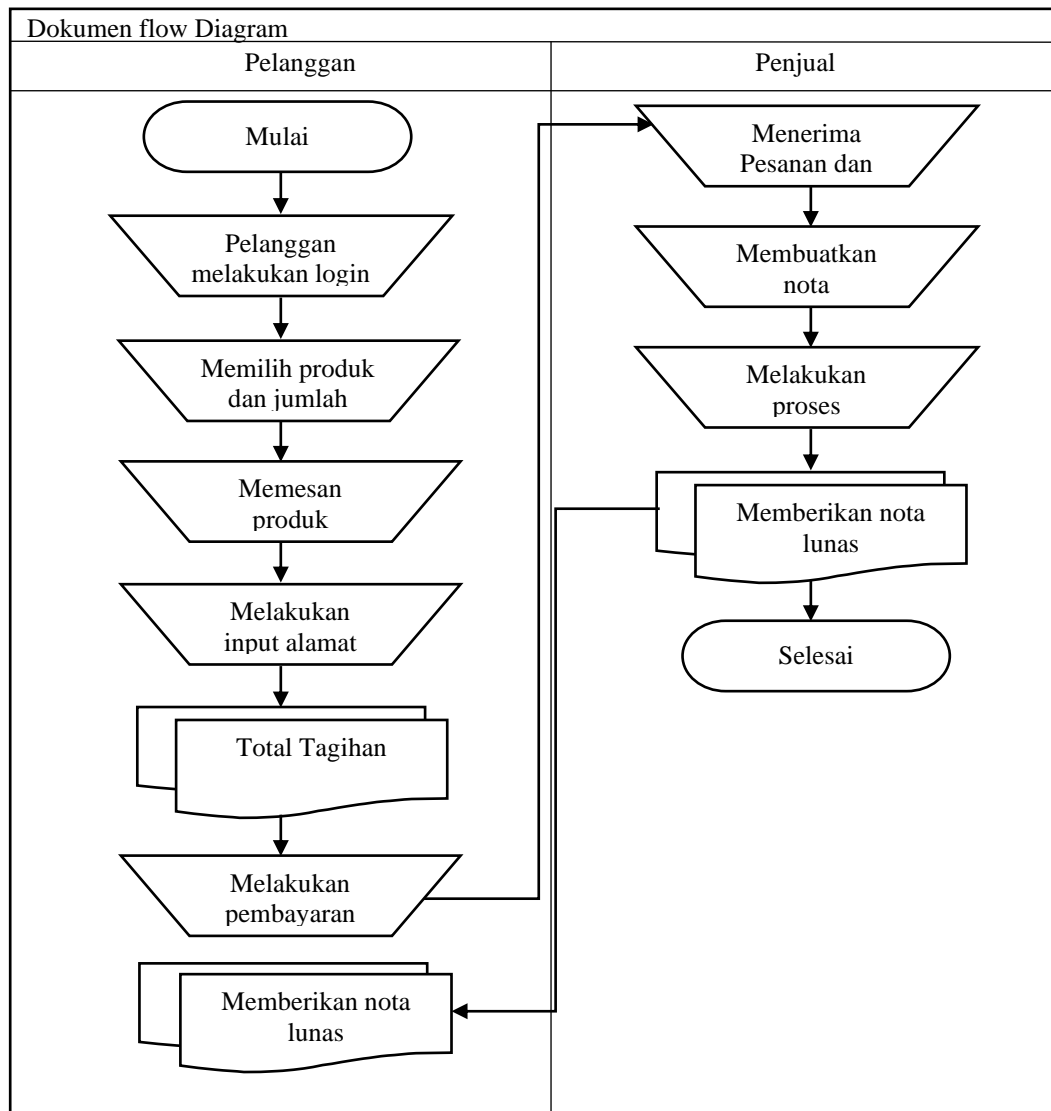 Dokumen flow Diagram
Pelanggan
Penjual
Mulai
Pelanggan
melakukan login
Memilih produk
dan jumlah
Memesan
produk
Melakukan
input alamat
Total Tagihan
Melakukan
pembayaran
Memberikan nota
lunas
Menerima
Pesanan dan
Membuatkan
nota
Melakukan
proses
Memberikan nota
lunas
Selesai